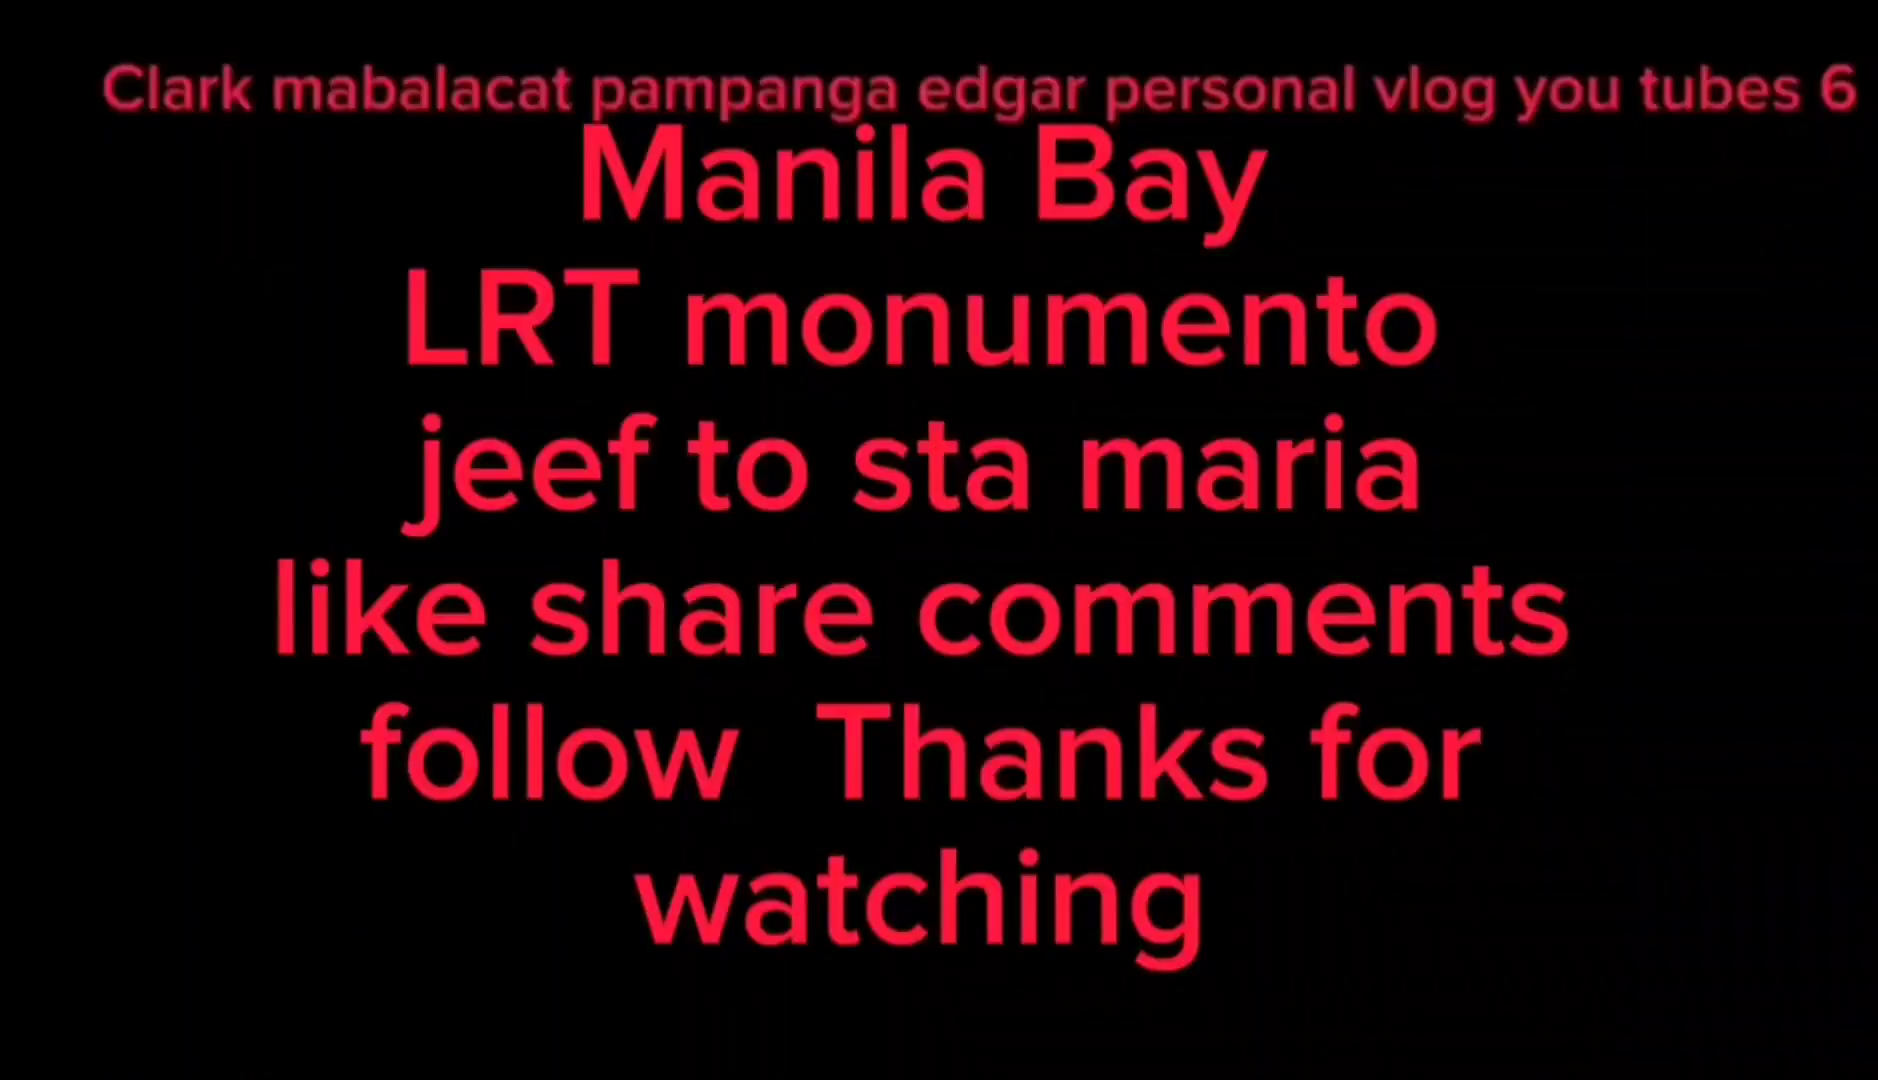 Clark mabalacat pampanga edgar personal vlog you tubes 6
Manila Bay
LRT monumento
jeef to sta maria
like share comments
follow  Thanks for
watching